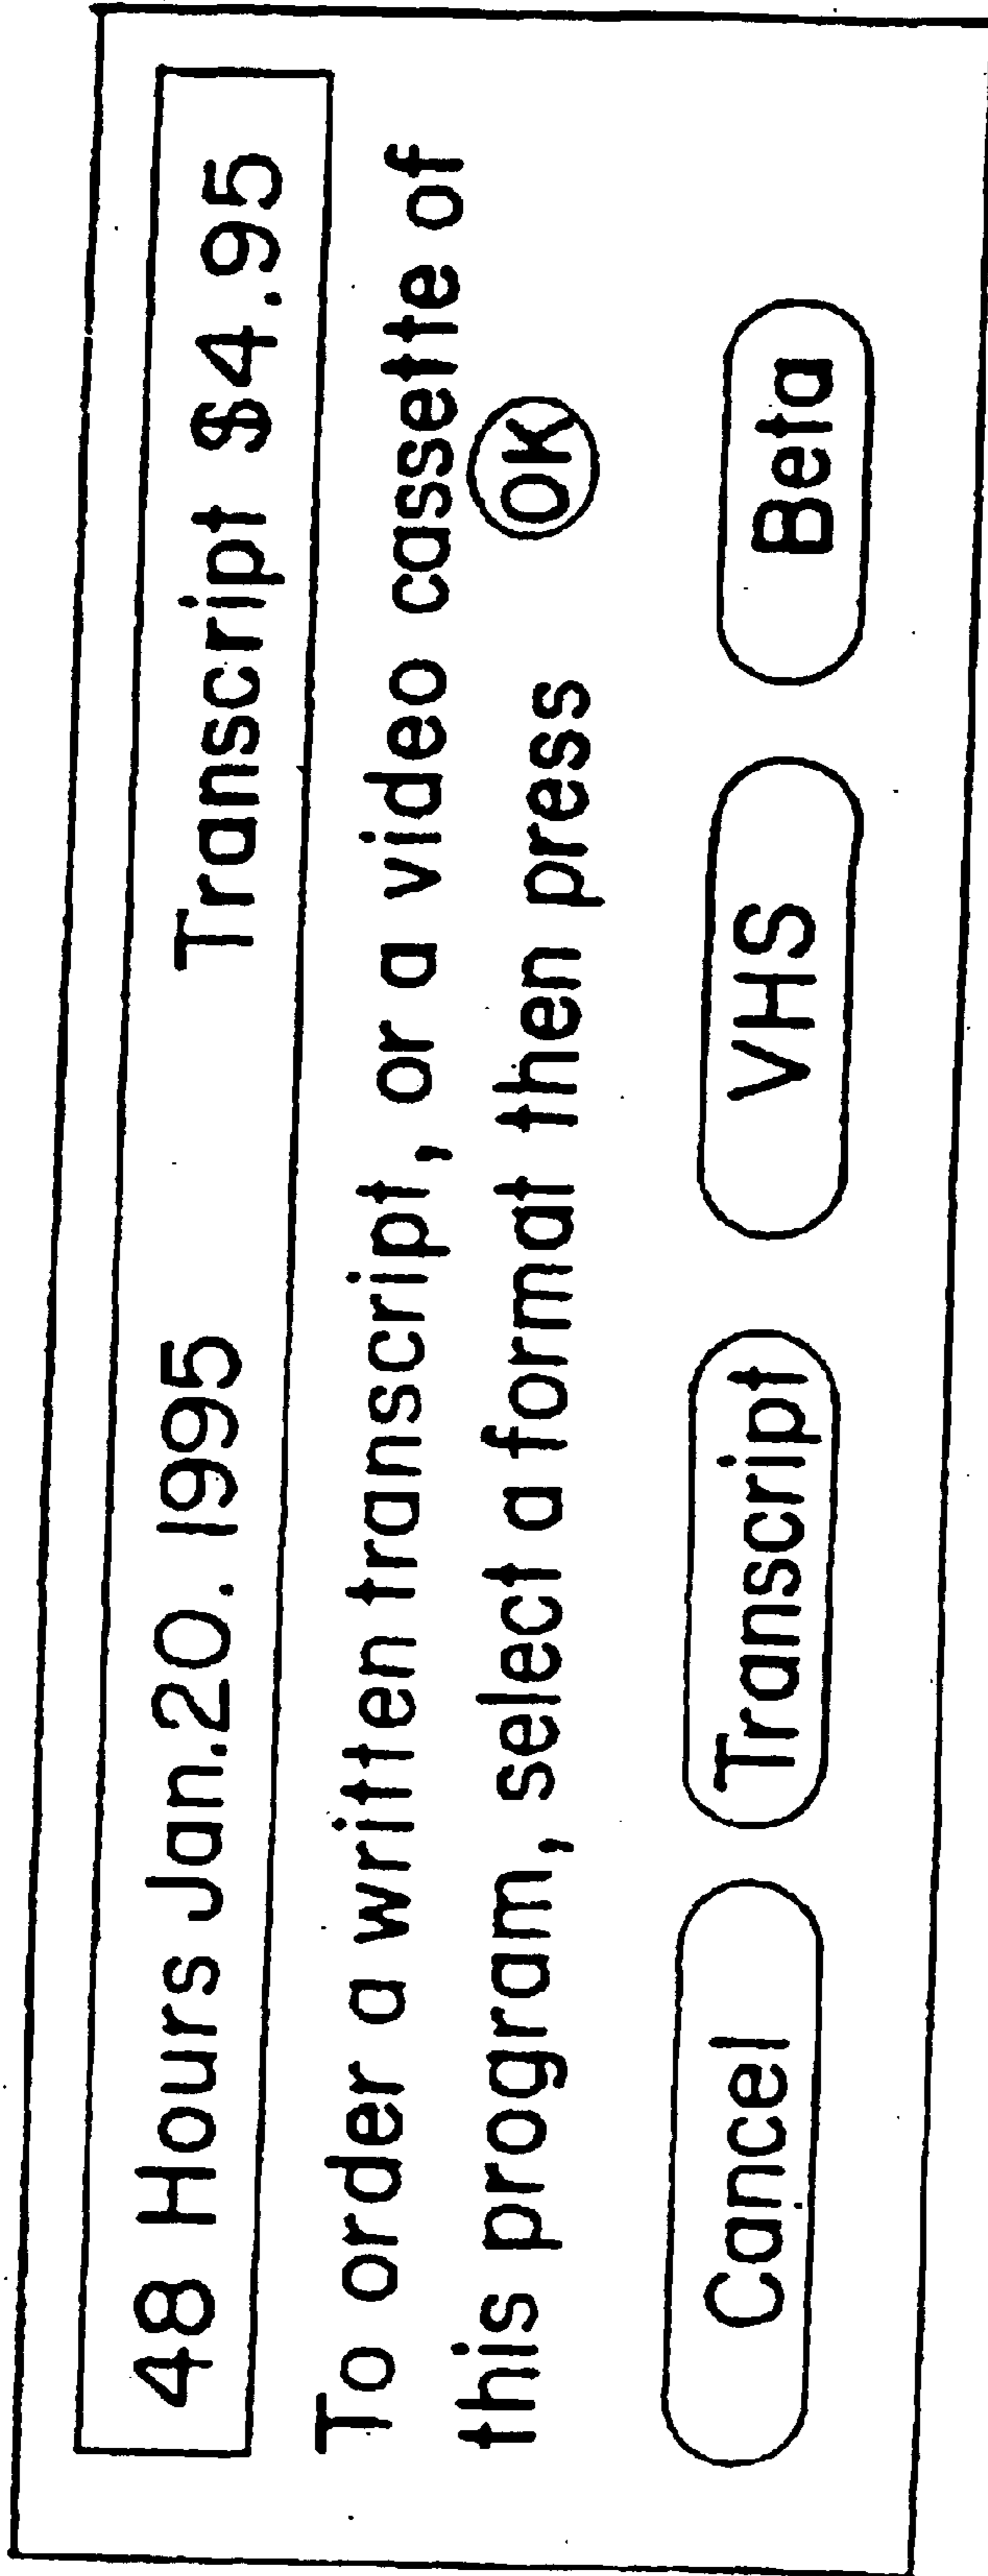 48 Hours Jan.20. 1995 Transcript $4.95
To order a written transcript, or a video cassette of
this program, select a format then press OK
Cancel Transcript VHS Beta